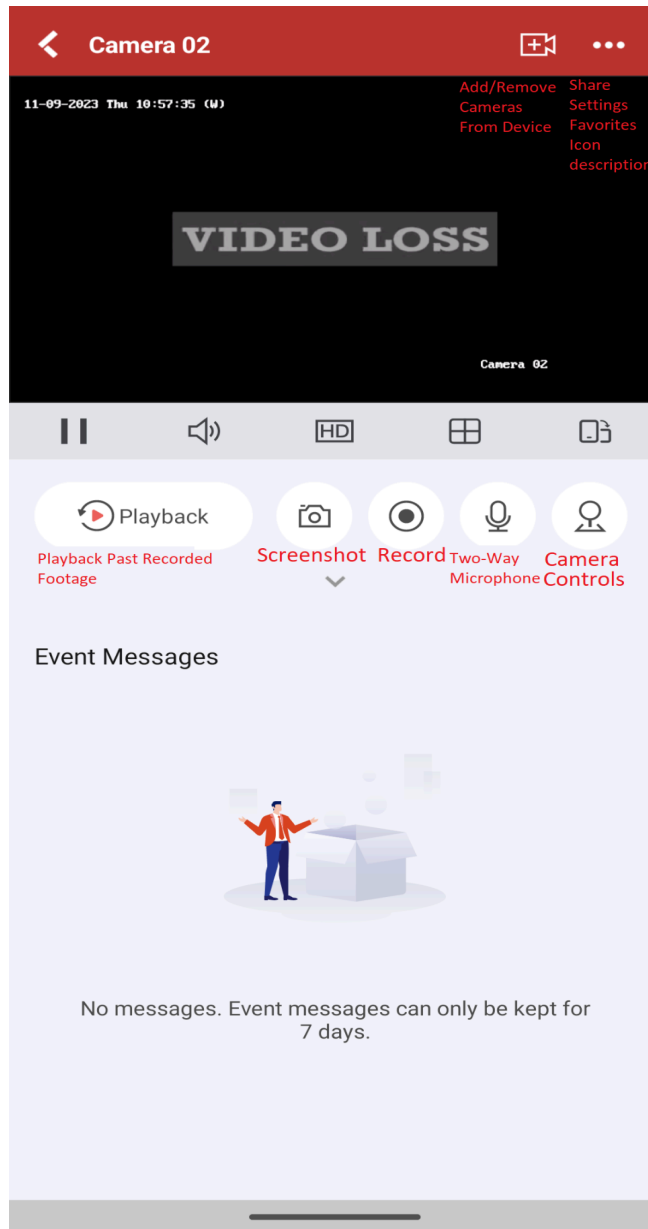 Camera 02
11-09-2023 Thu 10:57:35 (W)
Add/Remove
Cameras
From Device
Share
Settings
Favorites
Icon
description
VIDEO LOSS
Camera 02
HD
Playback
Playback Past Recorded
Footage
Screenshot
Record
Two-Way
Microphone
Camera
Controls
Event Messages
No messages. Event messages can only be kept for
7 days.